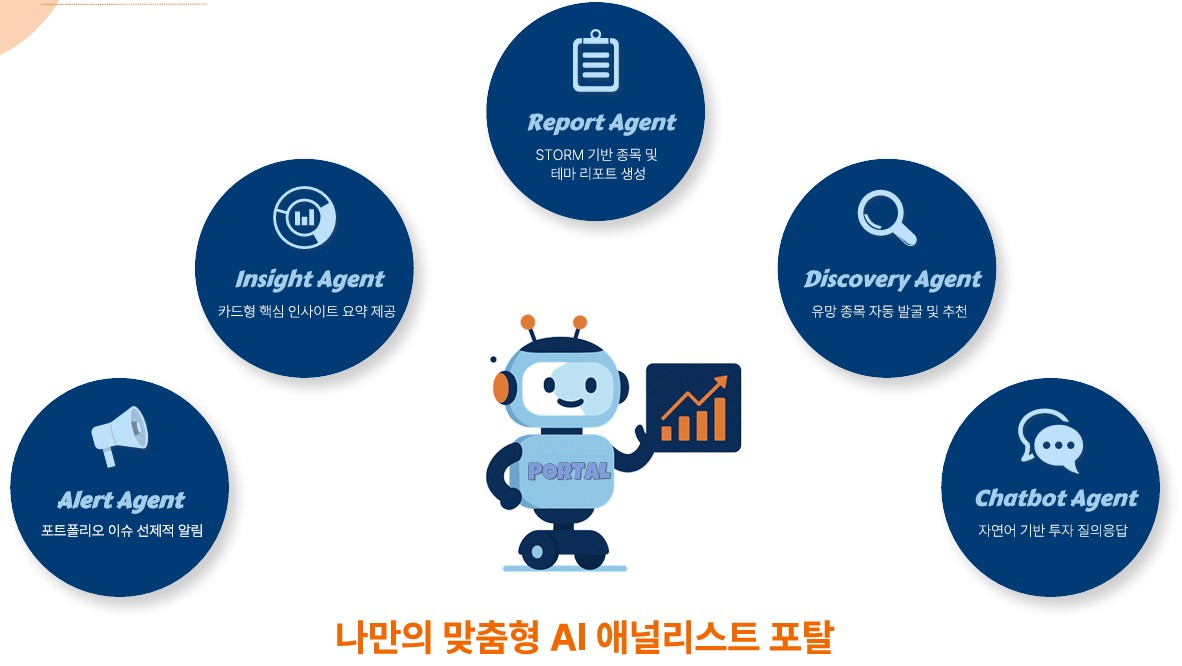 Report Agent
STORM 기반 종목 및
테마 리포트 생성
Insight Agent
카드형 핵심 인사이트 요약 제공
Discovery Agent
유망 종목 자동 발굴 및 추천
Alert Agent
포트폴리오 이슈 선제적 알림
Chatbot Agent
자연어 기반 투자 질의응답
PORTAL
나만의 맞춤형 AI 애널리스트 포탈